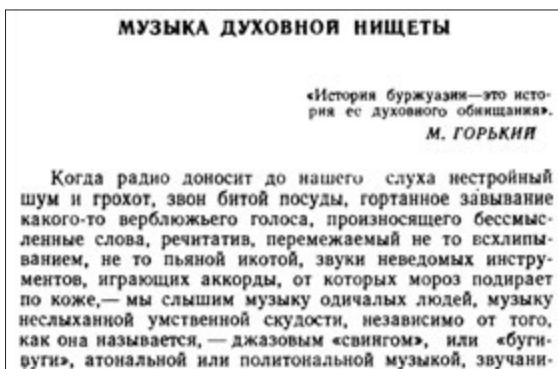 МУЗЫКА ДУХОВНОЙ НИЩЕТЫ
«История буржуазии—это исто-
рия ее духовного обнищания».
М. ГОРЬКИЙ
Когда радио доносит до нашего слуха нестройный
шум и грохот, звон битой посуды, гортанное завывание
какого-то верблюжьего голоса, произносящего бессмыс-
ленные слова, речитатив, перемежаемый не то всхлипы-
ванием, не то пьяной икотой, звуки неведомых инстру-
ментов, играющих аккорды, от которых мороз подирает
по коже,— мы слышим музыку одичалых людей, музыку
неслыханной умственной скудости, независимо от того,
как она называется, — джазовым «свингом», или «буги-
вуги», атональной или политональной музыкой, звучани-